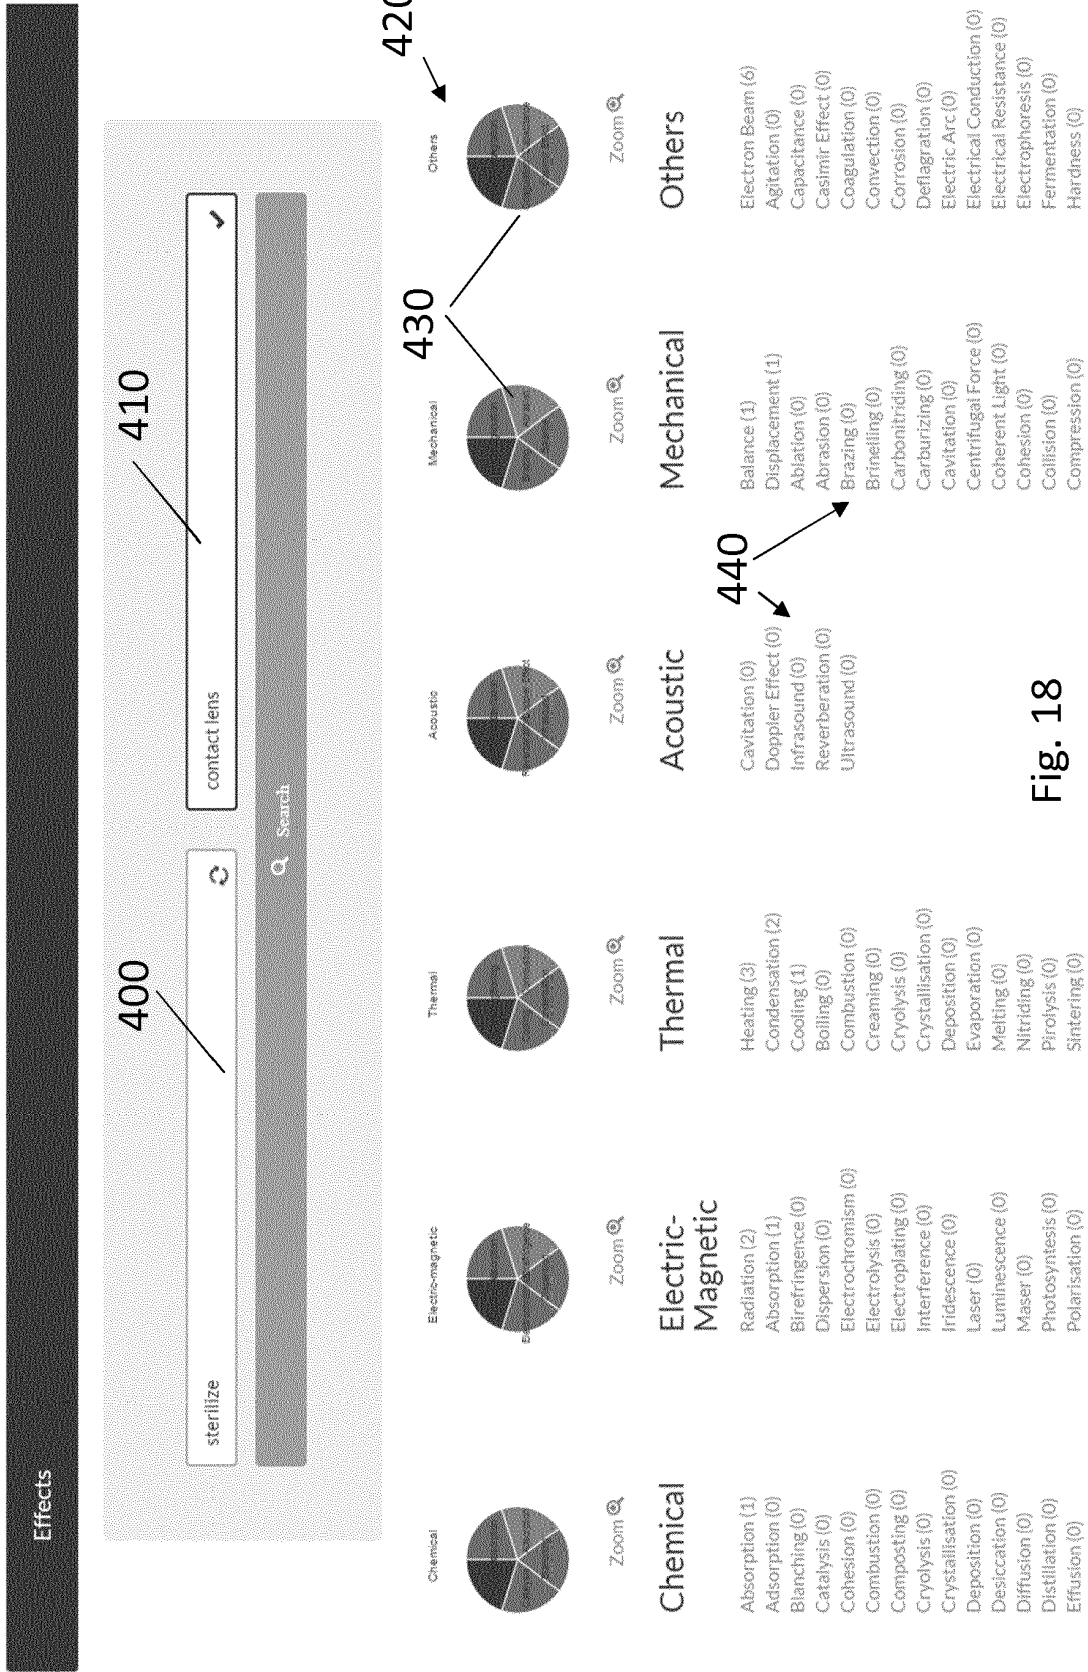 Effects
400
410
sterilize
contact lens
Search
420
430
Chemical
Electric-magnetic
Thermal
Acoustic
Mechanical
Others
Zoom
Zoom
Zoom
Zoom
Zoom
Zoom
Chemical
Absorption (1)
Adsorption (0)
Blanching (0)
Catalysis (0)
Cohesion (0)
Combustion (0)
Composting (0)
Cryolysis (0)
Crystallisation (0)
Deposition (0)
Desiccation (0)
Diffusion (0)
Distillation (0)
Effusion (0)
Electric-
Magnetic
Radiation (2)
Absorption (1)
Birefringence (0)
Dispersion (0)
Electrochromism (0)
Electrolysis (0)
Electroplating (0)
Interference (0)
Iridescence (0)
Laser (0)
Luminescence (0)
Maser (0)
Photosyntesis (0)
Polarisation (0)
Thermal
Heating (3)
Condensation (2)
Cooling (1)
Boiling (0)
Combustion (0)
Creaming (0)
Cryolysis (0)
Crystallisation (0)
Deposition (0)
Evaporation (0)
Melting (0)
Nitriding (0)
Pirolysis (0)
Sintering (0)
Acoustic
Cavitation (0)
Doppler Effect (0)
Infrasound (0)
Reverberation (0)
Ultrasound (0)
440
Mechanical
Balance (1)
Displacement (1)
Ablation (0)
Abrasion (0)
Brazing (0)
Brinelling (0)
Carbonitriding (0)
Carburizing (0)
Cavitation (0)
Centrifugal Force (0)
Coherent Light (0)
Cohesion (0)
Collision (0)
Compression (0)
Others
Electron Beam (6)
Agitation (0)
Capacitance (0)
Casimir Effect (0)
Coagulation (0)
Convection (0)
Corrosion (0)
Deflagration (0)
Electric Arc (0)
Electrical Conduction (0)
Electrical Resistance (0)
Electrophoresis (0)
Fermentation (0)
Hardness (0)
Fig. 18